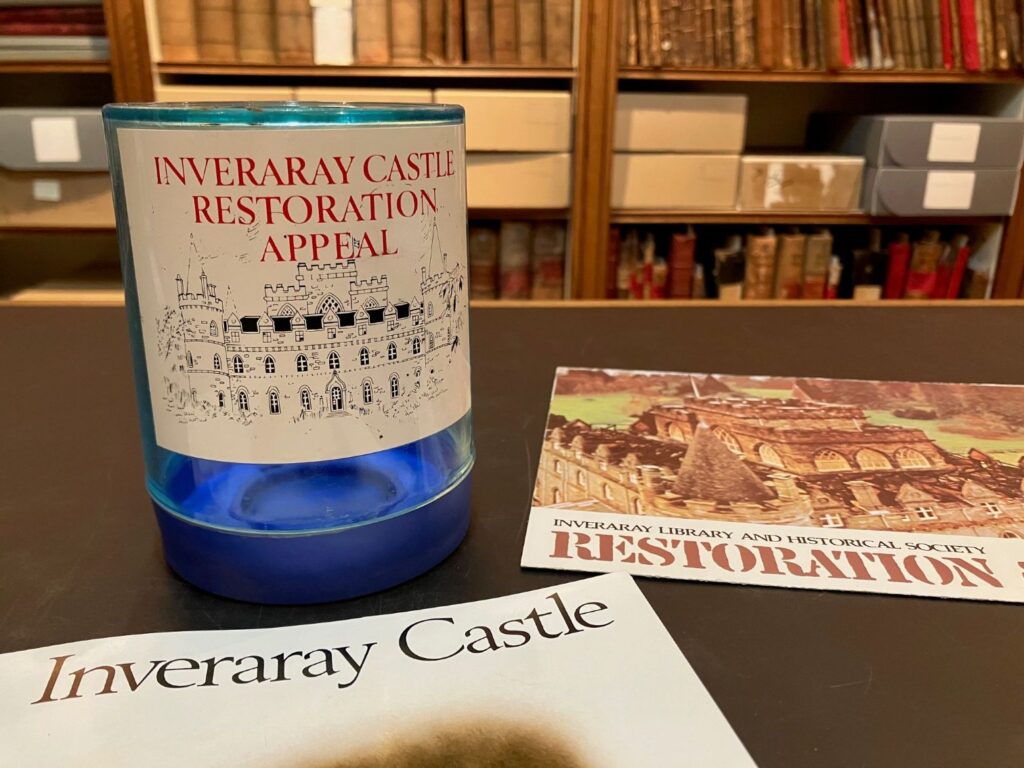 INVERARAY CASTLE
RESTORATION
APPEAL
INVERARAY LIBRARY AND HISTORICAL SOCIETY
RESTORATION
Inveraray Castle